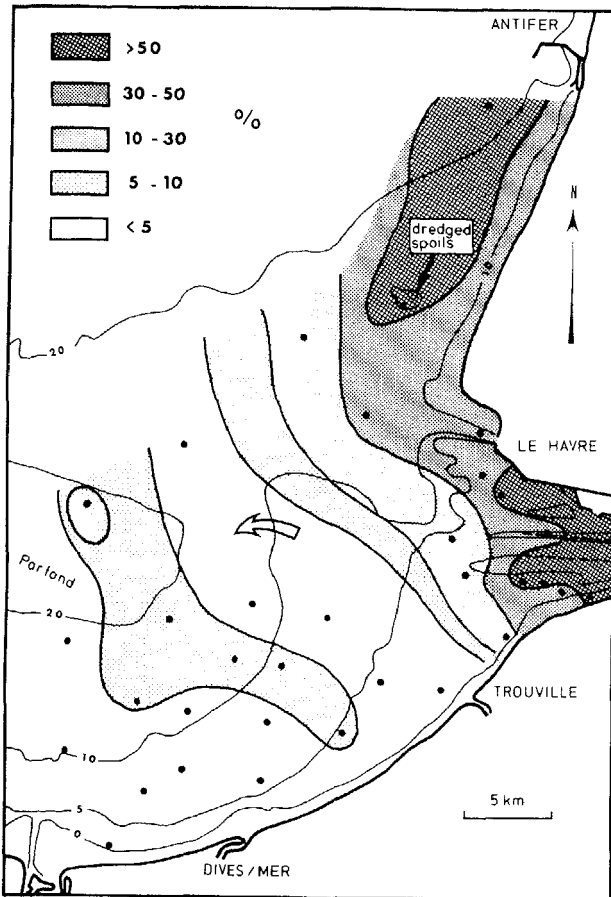 ANTIFER
>50
30 - 50
10 - 30
5 - 10
< 5
%
N
dredged
spoils
10
20
LE HAVRE
Parfond
20
TROUVILLE
10
5 km
5
0
DIVES/MER